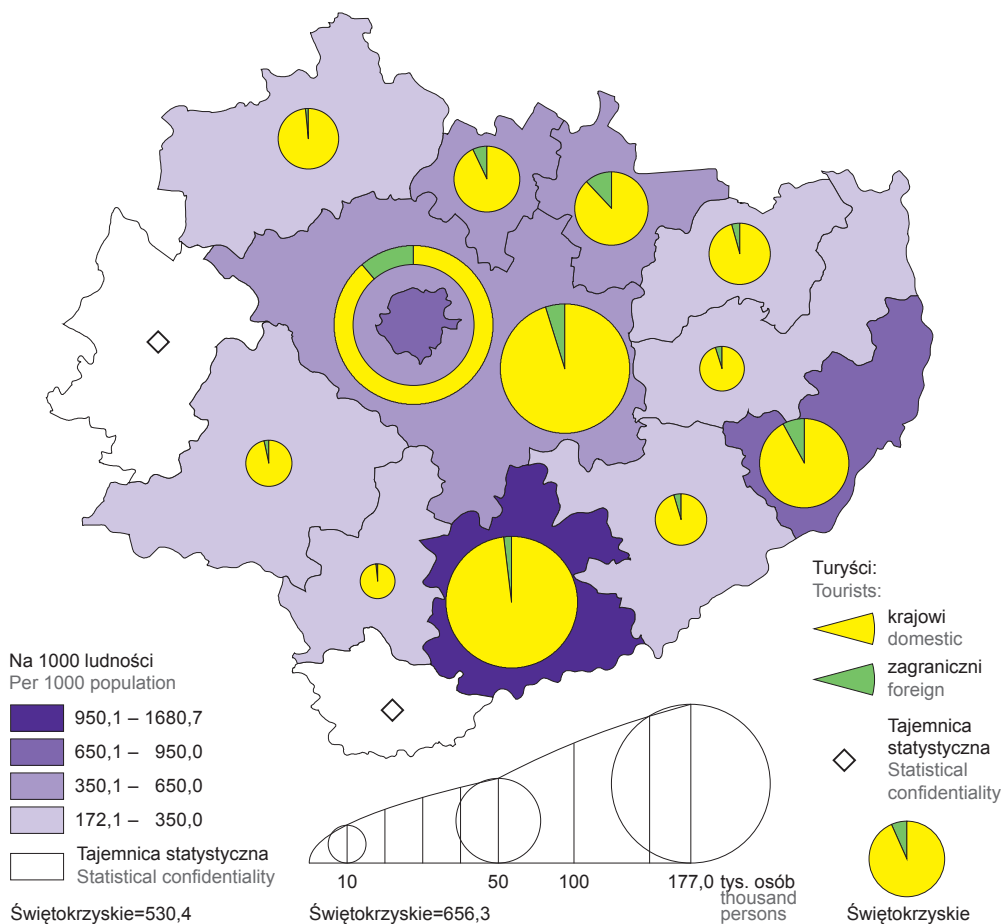 Turyści:
Tourists:
krajowi
domestic
zagraniczni
foreign
Tajemnica
statystyczna
Statistical
confidentiality
Świętokrzyskie
Na 1000 ludności
Per 1000 population
950,1 – 1680,7
650,1 – 950,0
350,1 – 650,0
172,1 – 350,0
Tajemnica statystyczna
Statistical confidentiality
Świętokrzyskie=530,4
10 50 100 177,0 tys. osób
thousand
persons
Świętokrzyskie=656,3